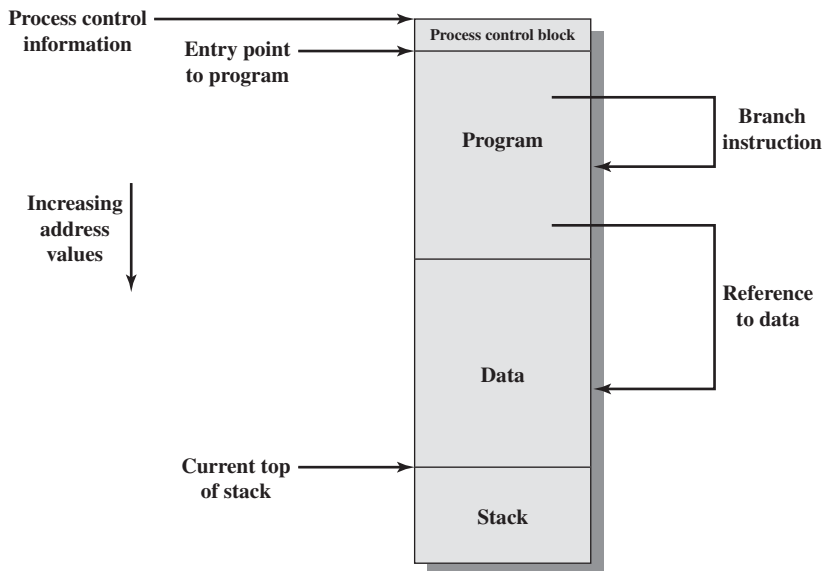 Process control
information
Process control block
Entry point
to program
Program
Branch
instruction
Increasing
address
values
Reference
to data
Data
Current top
of stack
Stack